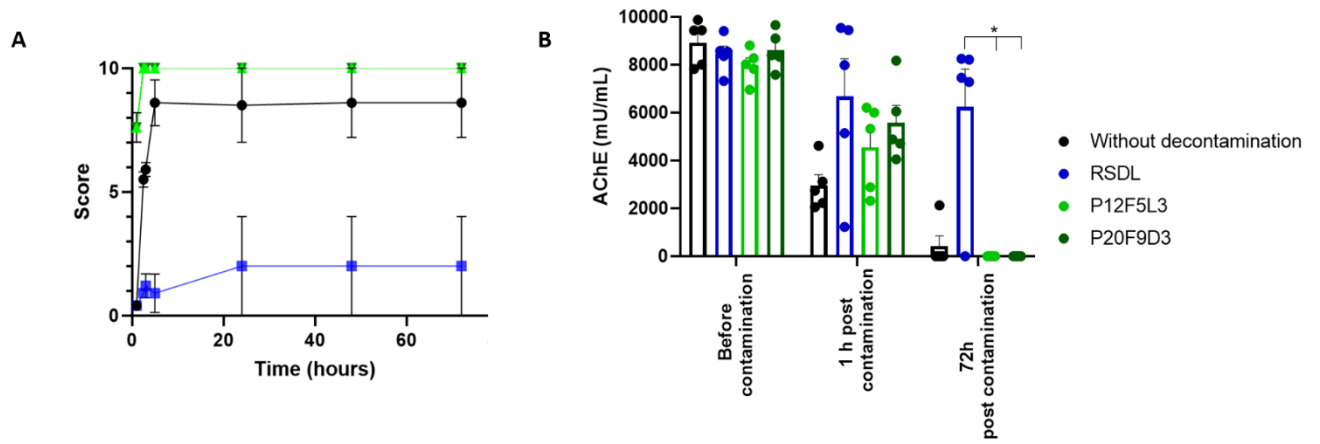 A
Score
10
5
0
0
20
40
60
Time (hours)
B
AChE (mU/mL)
10000
8000
6000
4000
2000
0
*
Before
contamination
1 h post
contamination
72h
post contamination
Without decontamination
RSDL
P12F5L3
P20F9D3